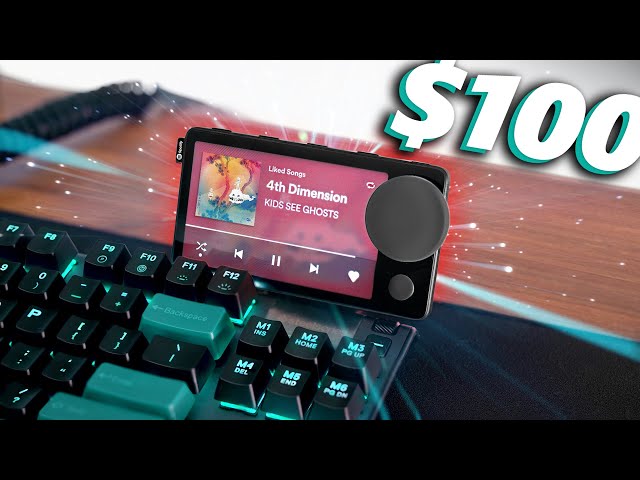 $100
Liked Songs
4th Dimension
KIDS SEE GHOSTS
F7
F8
F9
F10
F11
F12
Backspace
P
M1
INS
M2
HOME
M3
PG UP
M4
DEL
M5
END
M6
PG DN